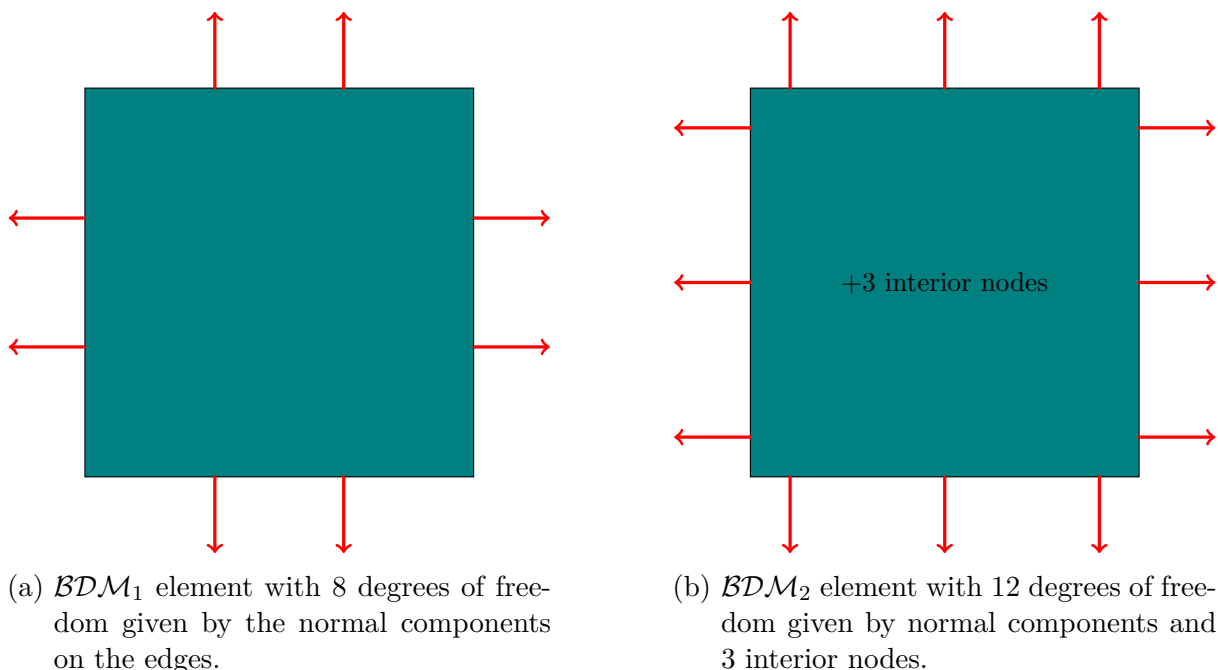 +3 interior nodes
(a) BDM₁ element with 8 degrees of free-
dom given by the normal components
on the edges.
(b) BDM₂ element with 12 degrees of free-
dom given by normal components and
3 interior nodes.